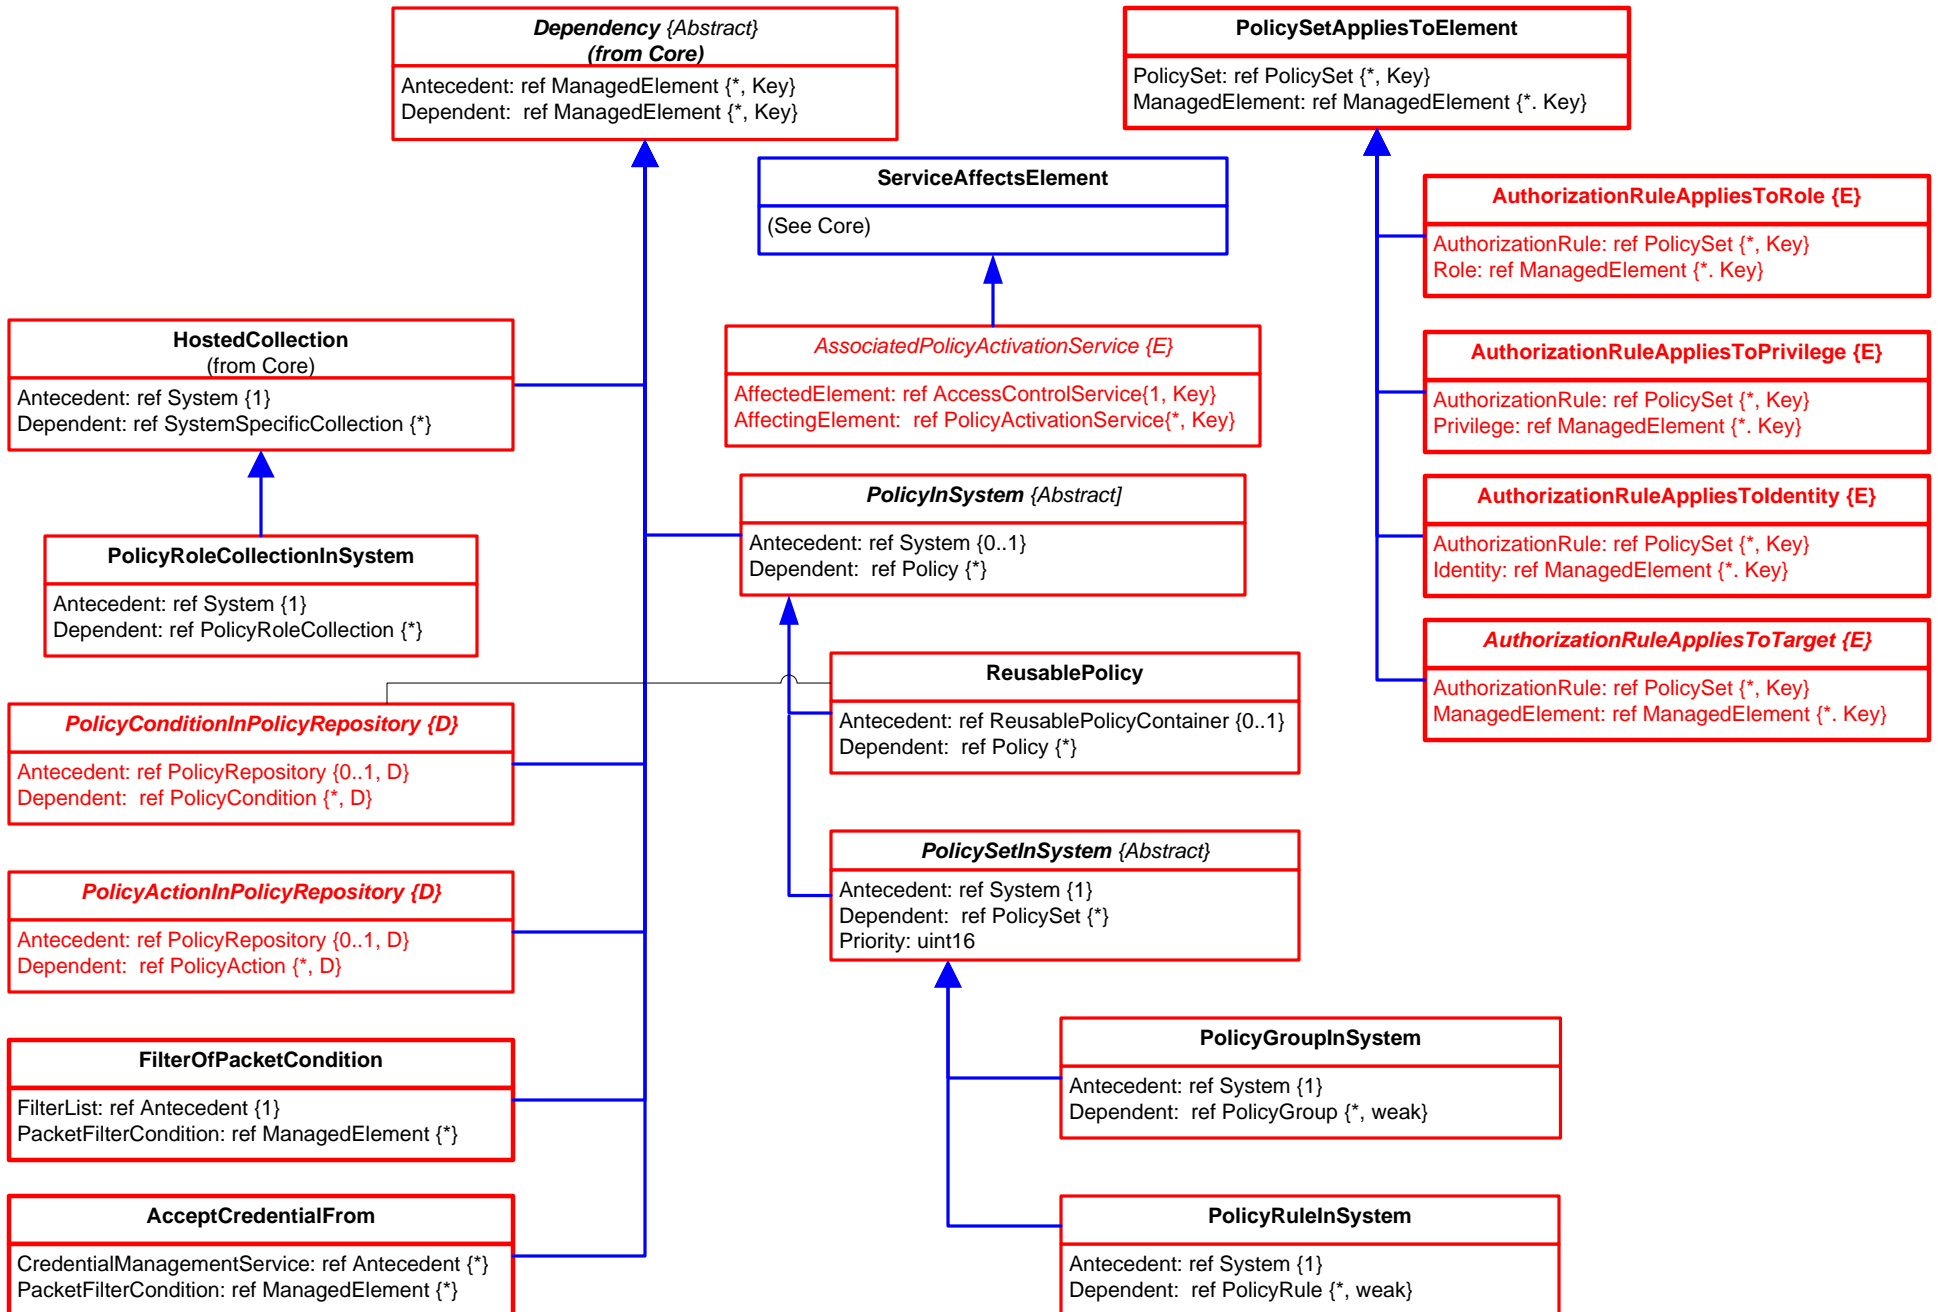 Dependency {Abstract}
(from Core)
Antecedent: ref ManagedElement {*, Key}
Dependent: ref ManagedElement {*, Key}
PolicySetAppliesToElement
PolicySet: ref PolicySet {*, Key}
ManagedElement: ref ManagedElement {*. Key}
ServiceAffectsElement
(See Core)
AuthorizationRuleAppliesToRole {E}
AuthorizationRule: ref PolicySet {*, Key}
Role: ref ManagedElement {*. Key}
HostedCollection
(from Core)
Antecedent: ref System {1}
Dependent: ref SystemSpecificCollection {*}
AssociatedPolicyActivationService {E}
AffectedElement: ref AccessControlService{1, Key}
AffectingElement: ref PolicyActivationService{*, Key}
AuthorizationRuleAppliesToPrivilege {E}
AuthorizationRule: ref PolicySet {*, Key}
Privilege: ref ManagedElement {*. Key}
PolicyInSystem {Abstract]
Antecedent: ref System {0..1}
Dependent: ref Policy {*}
AuthorizationRuleAppliesToIdentity {E}
AuthorizationRule: ref PolicySet {*, Key}
Identity: ref ManagedElement {*. Key}
PolicyRoleCollectionInSystem
Antecedent: ref System {1}
Dependent: ref PolicyRoleCollection {*}
AuthorizationRuleAppliesToTarget {E}
AuthorizationRule: ref PolicySet {*, Key}
ManagedElement: ref ManagedElement {*. Key}
ReusablePolicy
Antecedent: ref ReusablePolicyContainer {0..1}
Dependent: ref Policy {*}
PolicyConditionInPolicyRepository {D}
Antecedent: ref PolicyRepository {0..1, D}
Dependent: ref PolicyCondition {*, D}
PolicySetInSystem {Abstract}
Antecedent: ref System {1}
Dependent: ref PolicySet {*}
Priority: uint16
PolicyActionInPolicyRepository {D}
Antecedent: ref PolicyRepository {0..1, D}
Dependent: ref PolicyAction {*, D}
PolicyGroupInSystem
Antecedent: ref System {1}
Dependent: ref PolicyGroup {*, weak}
FilterOfPacketCondition
FilterList: ref Antecedent {1}
PacketFilterCondition: ref ManagedElement {*}
AcceptCredentialFrom
CredentialManagementService: ref Antecedent {*}
PacketFilterCondition: ref ManagedElement {*}
PolicyRuleInSystem
Antecedent: ref System {1}
Dependent: ref PolicyRule {*, weak}